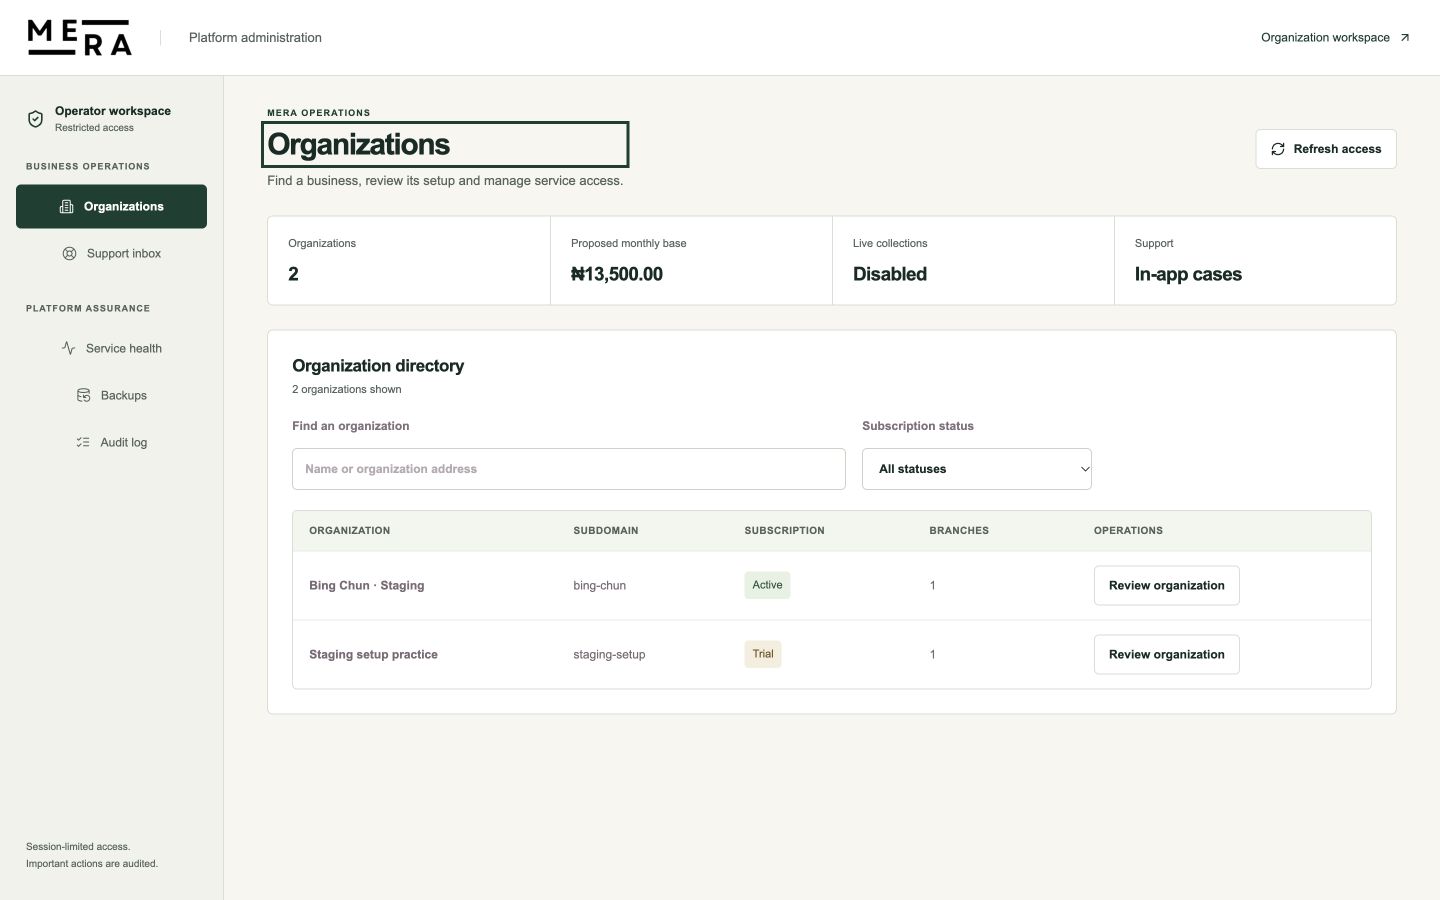 MERA
Platform administration
Organization workspace
Operator workspace
Restricted access
BUSINESS OPERATIONS
Organizations
Support inbox
PLATFORM ASSURANCE
Service health
Backups
Audit log
Session-limited access.
Important actions are audited.
MERA OPERATIONS
Organizations
Find a business, review its setup and manage service access.
Refresh access
Organizations
2
Proposed monthly base
₦13,500.00
Live collections
Disabled
Support
In-app cases
Organization directory
2 organizations shown
Find an organization
Name or organization address
Subscription status
All statuses
ORGANIZATION SUBDOMAIN SUBSCRIPTION BRANCHES OPERATIONS
Bing Chun · Staging bing-chun Active 1 Review organization
Staging setup practice staging-setup Trial 1 Review organization